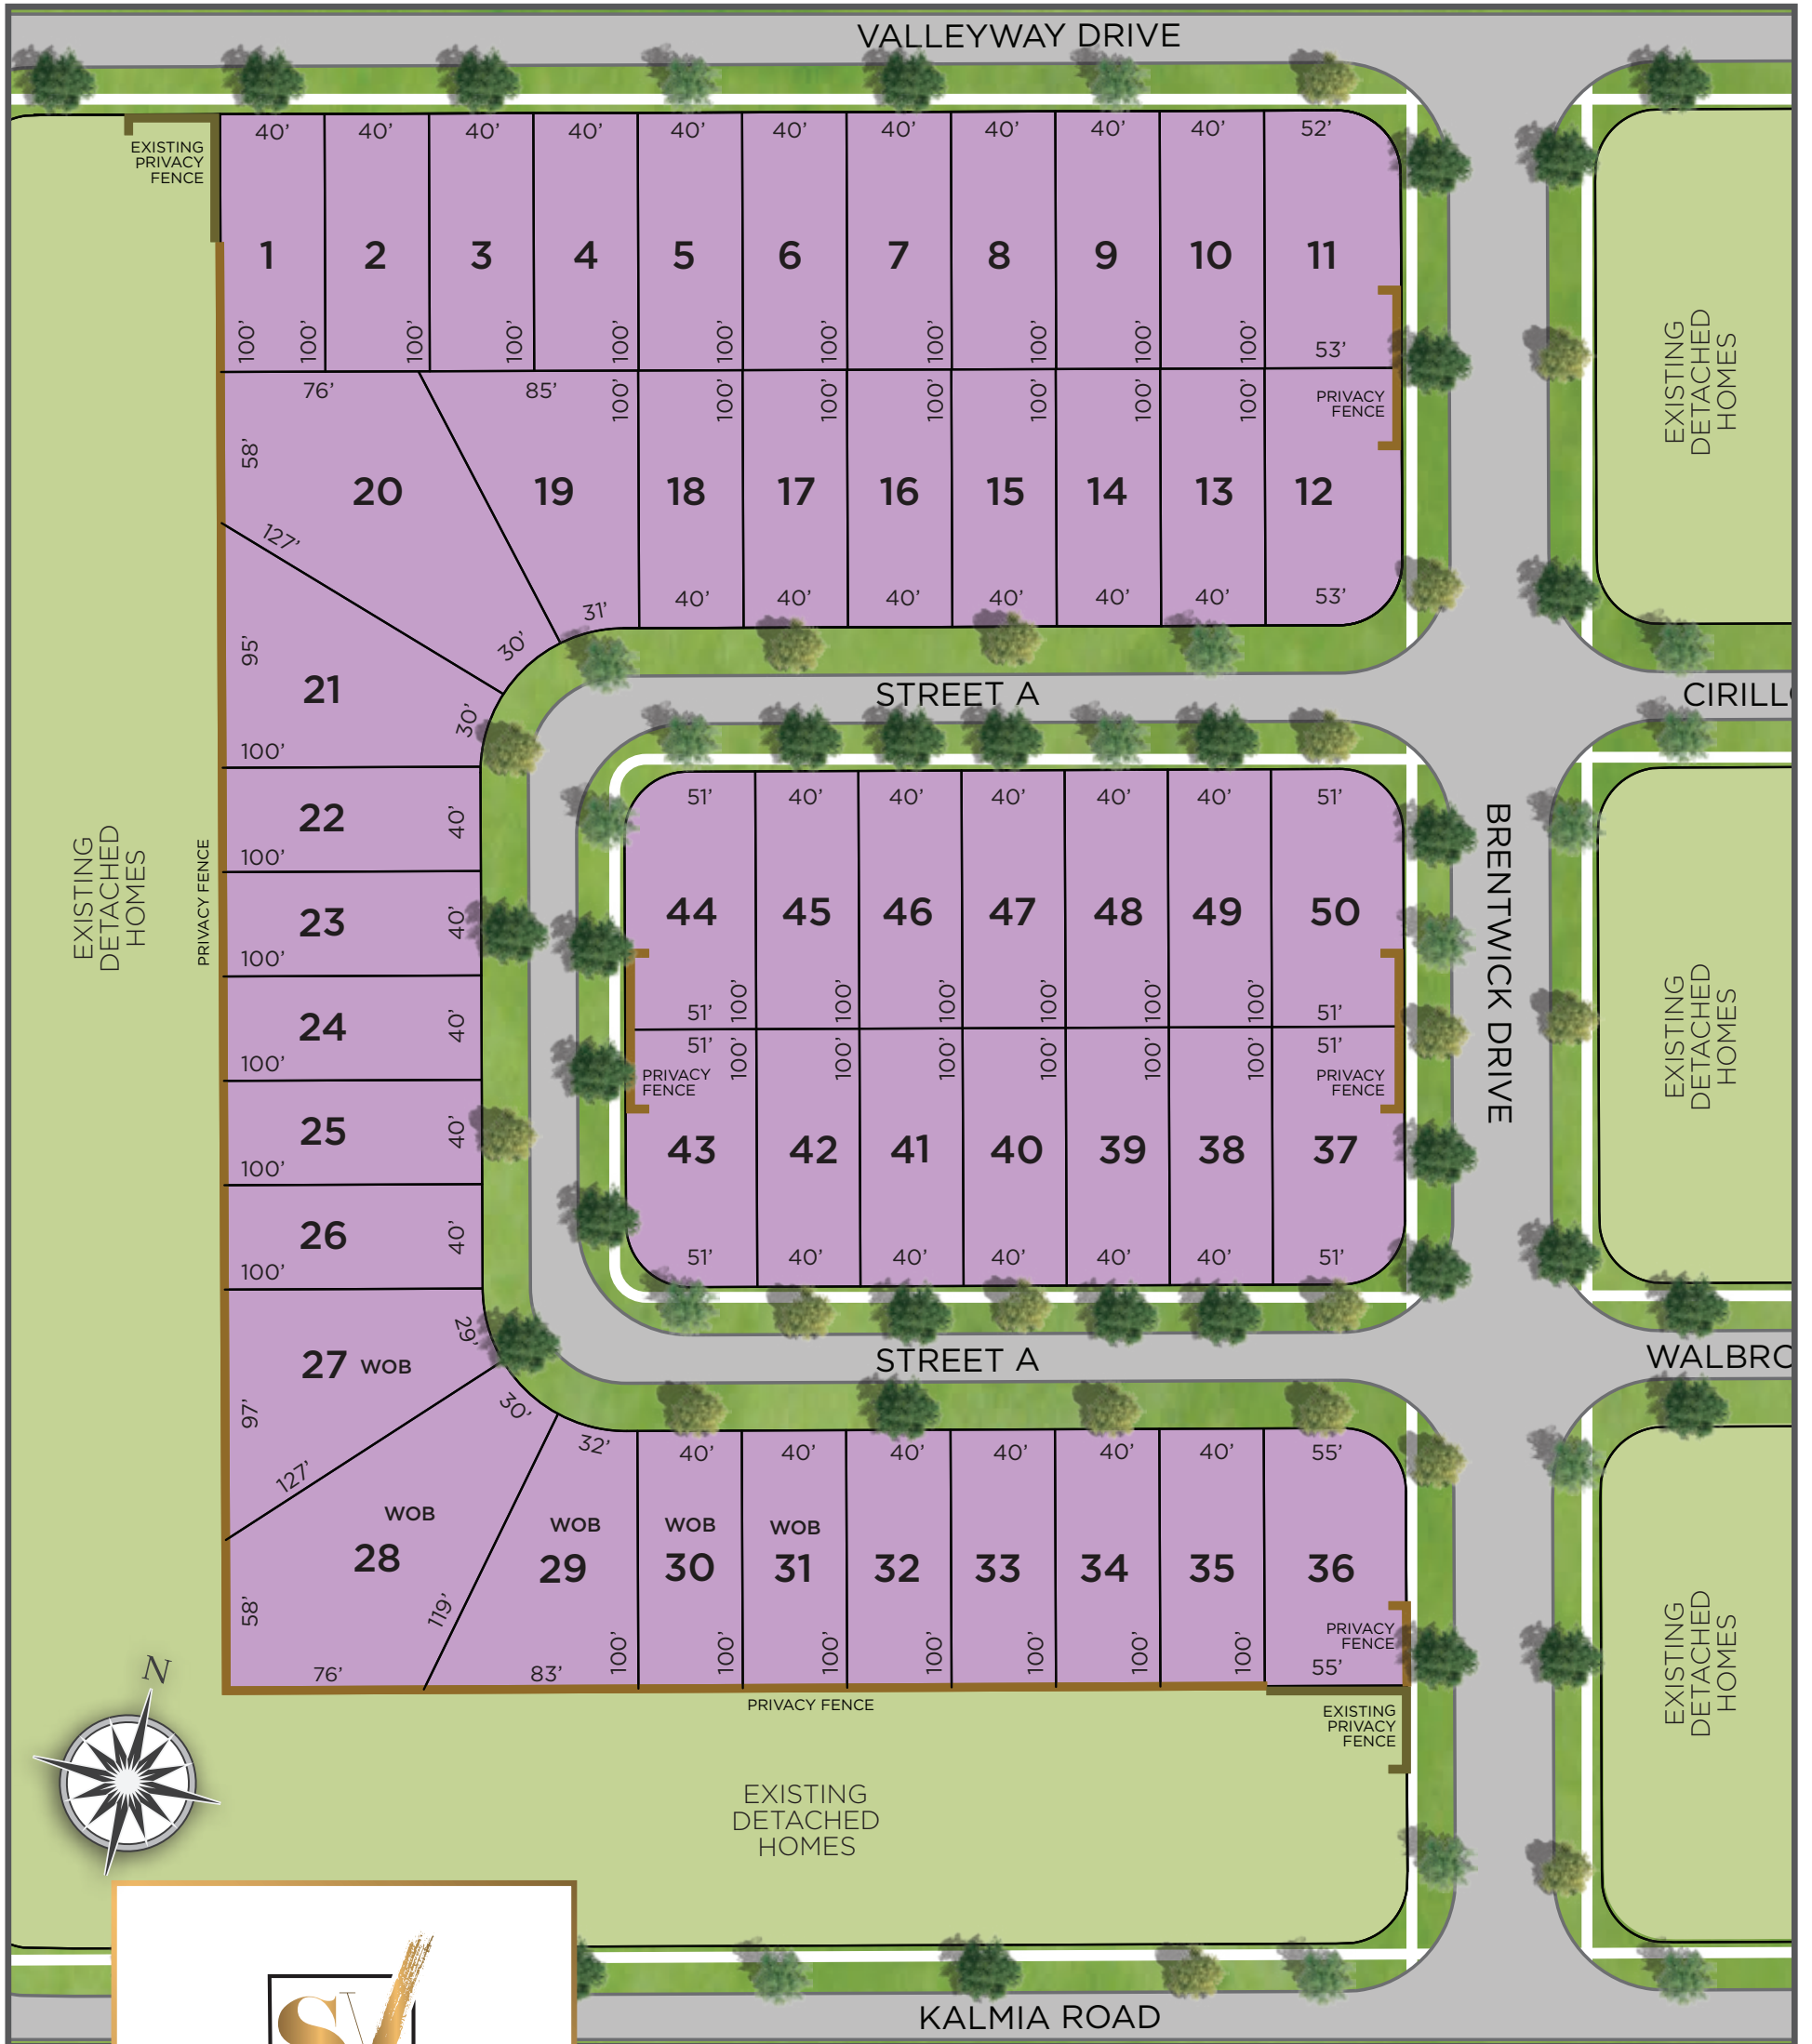 VALLEYWAY DRIVE
40' 40' 40' 40' 40' 40' 40' 40' 40' 40' 52'
EXISTING
PRIVACY
FENCE
1 2 3 4 5 6 7 8 9 10 11
100' 100' 100' 100' 100' 100' 100' 100' 100' 100' 100'
53'
76' 85'
100' 100' 100' 100' 100' 100' 100'
PRIVACY
FENCE
58'
20 19 18 17 16 15 14 13 12
127'
31' 40' 40' 40' 40' 40' 40' 53'
30'
95'
21
30'
100'
STREET A
CIRILL
22
40'
100'
23
40'
100'
24
40'
100'
25
40'
100'
26
40'
100'
EXISTING
DETACHED
HOMES
PRIVACY FENCE
51' 40' 40' 40' 40' 40' 51'
44 45 46 47 48 49 50
100' 100' 100' 100' 100' 100'
51' 51'
51' 51'
100' 100' 100' 100' 100' 100'
PRIVACY
FENCE
PRIVACY
FENCE
43 42 41 40 39 38 37
51' 40' 40' 40' 40' 40' 51'
BRENTWICK DRIVE
EXISTING
DETACHED
HOMES
EXISTING
DETACHED
HOMES
EXISTING
DETACHED
HOMES
STREET A
WALBRO
29'
27 WOB
97'
30'
127'
32' 40' 40' 40' 40' 40' 40' 55'
WOB WOB WOB WOB
28 29 30 31 32 33 34 35 36
58'
119'
100' 100' 100' 100' 100' 100' 100'
PRIVACY
FENCE
76' 83' 55'
PRIVACY FENCE
EXISTING
PRIVACY
FENCE
N
EXISTING
DETACHED
HOMES
SV
KALMIA ROAD